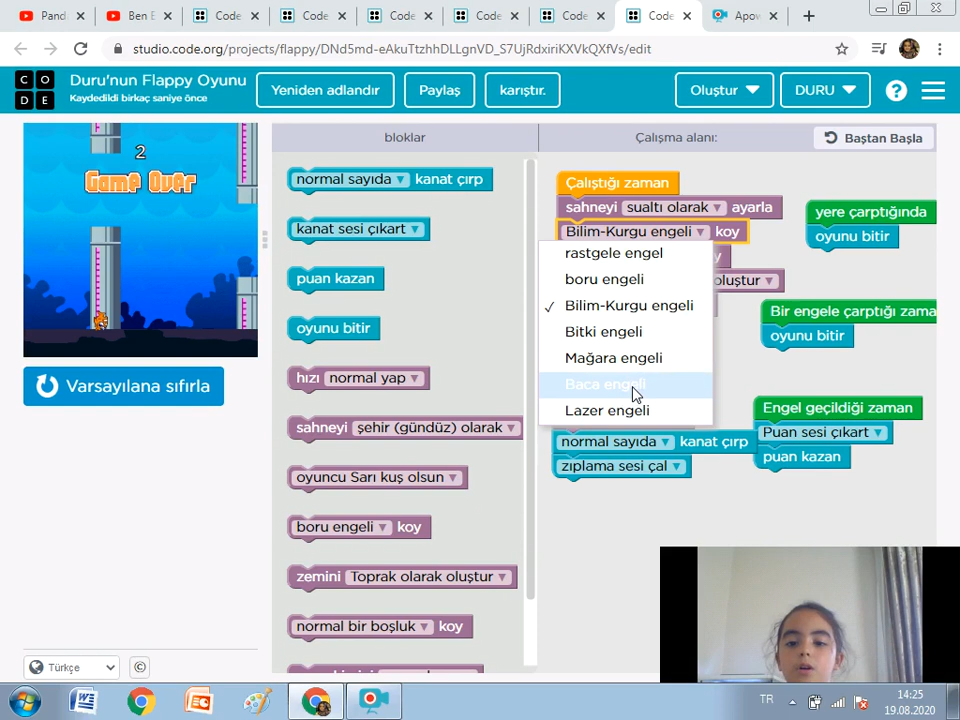 Pand
Ben E
Code
Code
Code
Code
Code
Code
Apow
studio.code.org/projects/flappy/DNd5md-eAkuTtzhhDLLgnVD_S7UjRdxiriKXVkQXfVs/edit
C O
D E
Duru'nun Flappy Oyunu
Kaydedildi birkaç saniye önce
Yeniden adlandır
Paylaş
karıştır.
Oluştur
DURU
?
bloklar
Çalışma alanı:
Baştan Başla
2
Game Over
Varsayılana sıfırla
normal sayıda kanat çırp
kanat sesi çıkart
puan kazan
oyunu bitir
hızı normal yap
sahneyi şehir (gündüz) olarak
oyuncu Sarı kuş olsun
boru engeli koy
zemini Toprak olarak oluştur
normal bir boşluk koy
Çalıştığı zaman
sahneyi sualtı olarak ayarla
Bilim-Kurgu engeli koy
rastgele engel
boru engeli
Bilim-Kurgu engeli
Bitki engeli
Mağara engeli
Baca engeli
Lazer engeli
normal sayıda kanat çırp
zıplama sesi çal
yere çarptığında
oyunu bitir
Bir engele çarptığı zama
oyunu bitir
Engel geçildiği zaman
Puan sesi çıkart
puan kazan
Türkçe
©
TR
14:25
19.08.2020